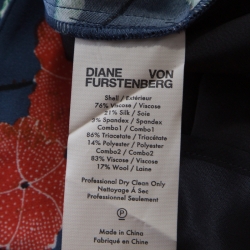 DIANE VON
FURSTENBERG
Shell / Extérieur
76% Viscose / Viscose
21% Silk / Soie
3% Spandex / Spandex
Combo1 / Combo1
86% Triacetate / Triacetate
14% Polyester / Polyester
Combo2 / Combo2
83% Viscose / Viscose
17% Wool / Laine
Professional Dry Clean Only
Nettoyage À Sec
Professionnel Seulement
P
Made in China
Fabriqué en Chine